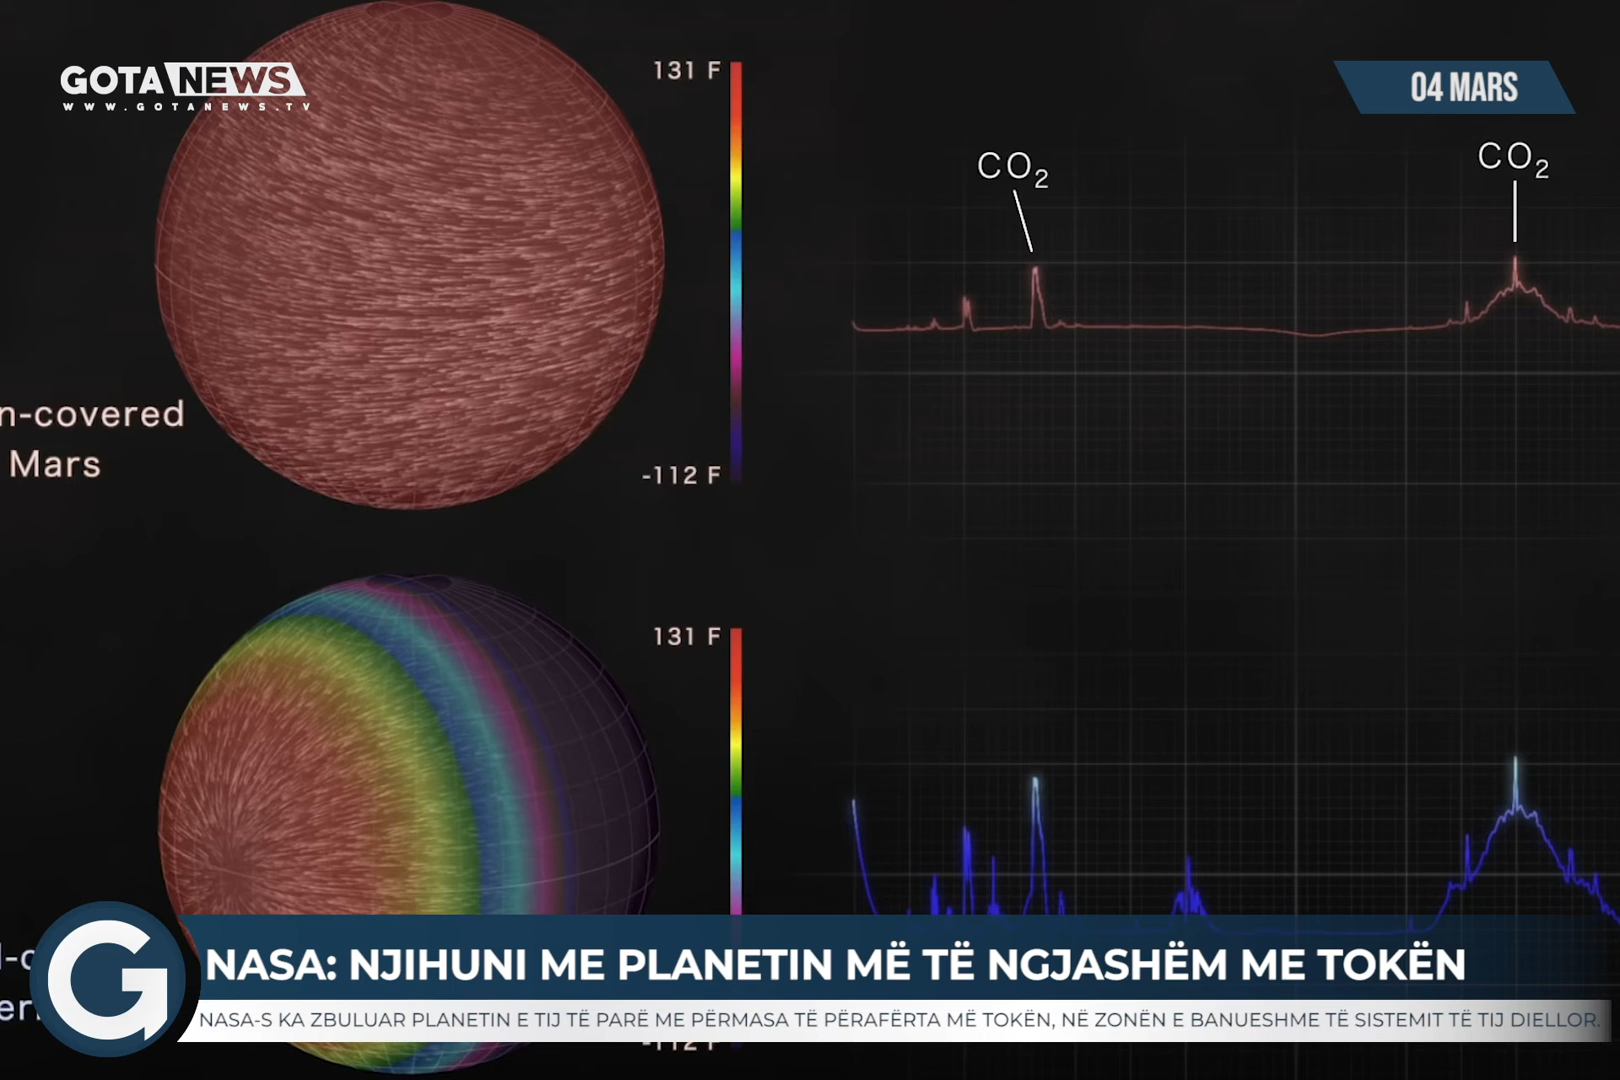 GOTA NEWS
WWW.GOTANEWS.TV
04 MARS
131 F
CO₂
CO₂
-covered
Mars
-112 F
131 F
NASA: NJIHUNI ME PLANETIN MË TË NGJASHËM ME TOKËN
NASA-S KA ZBULUAR PLANETIN E TIJ TË PARË ME PËRMASA TË PËRAFËRTA MË TOKËN, NË ZONËN E BANUESHME TË SISTEMIT TË TIJ DIELLOR.
-112 F